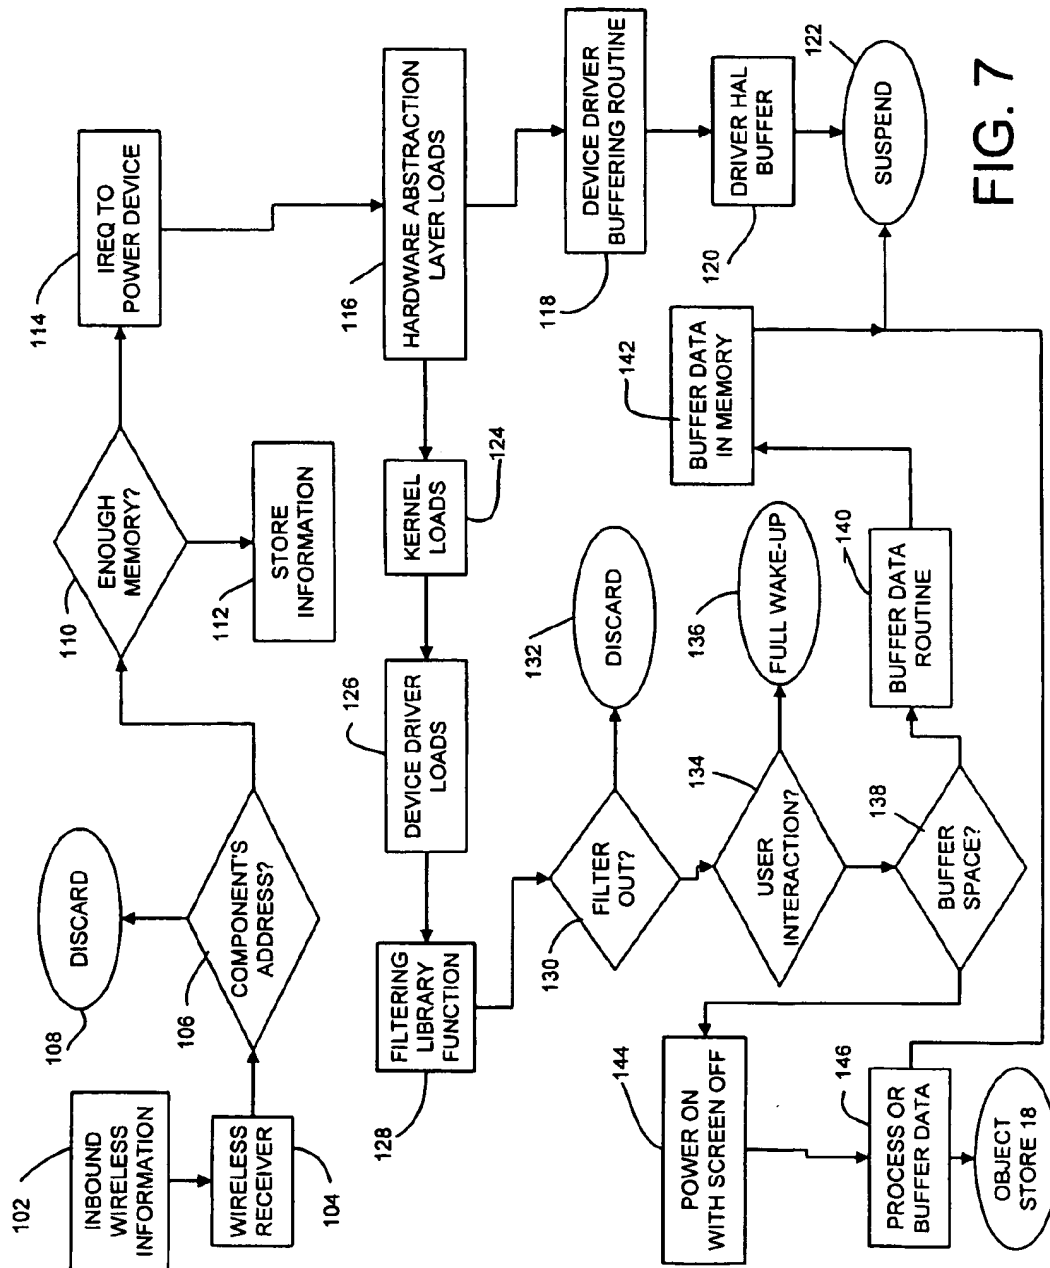 102
INBOUND
WIRELESS
INFORMATION
WIRELESS
RECEIVER
104
108
DISCARD
106
COMPONENT'S
ADDRESS?
110
ENOUGH
MEMORY?
112
STORE
INFORMATION
114
IREQ TO
POWER DEVICE
116
HARDWARE ABSTRACTION
LAYER LOADS
118
DEVICE DRIVER
BUFFERING ROUTINE
120
DRIVER HAL
BUFFER
122
SUSPEND
KERNEL
LOADS
124
126
DEVICE DRIVER
LOADS
FILTERING
LIBRARY
FUNCTION
128
130
FILTER
OUT?
132
DISCARD
134
USER
INTERACTION?
136
FULL WAKE-UP
138
BUFFER
SPACE?
140
BUFFER DATA
ROUTINE
142
BUFFER DATA
IN MEMORY
144
POWER ON
WITH SCREEN OFF
146
PROCESS OR
BUFFER DATA
OBJECT
STORE 18
FIG. 7